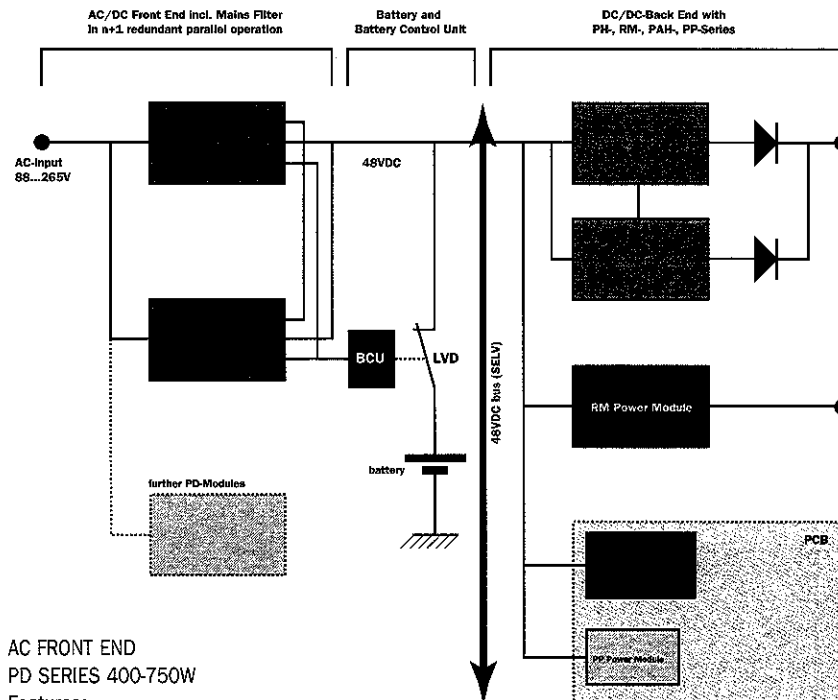 AC/DC Front End incl. Mains Filter
in n+1 redundant parallel operation
Battery and
Battery Control Unit
DC/DC-Back End with
PH-, RM-, PAH-, PP-Series
AC-Input
88...265V
48VDC
BCU
LVD
48VDC bus (SELV)
RM Power Module
battery
further PD-Modules
PCB
PP Power Module
AC FRONT END
PD SERIES 400-750W
Features: